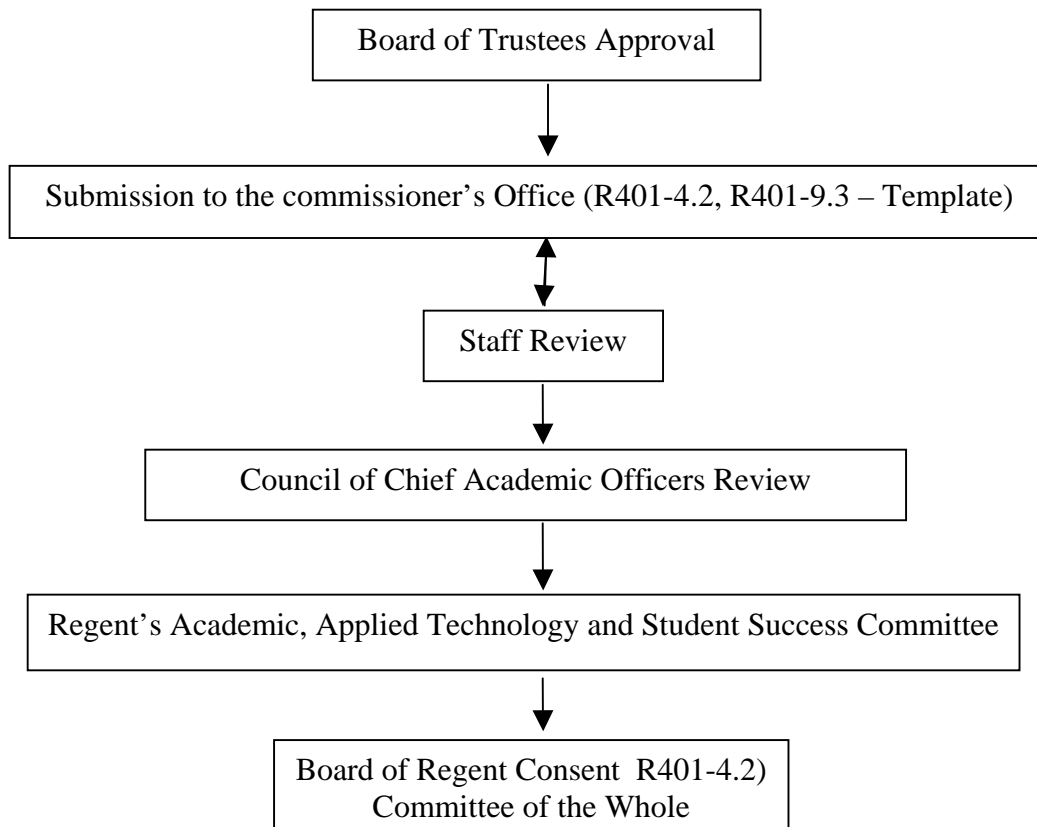 Board of Trustees Approval
Submission to the commissioner’s Office (R401-4.2, R401-9.3 – Template)
Staff Review
Council of Chief Academic Officers Review
Regent’s Academic, Applied Technology and Student Success Committee
Board of Regent Consent  R401-4.2)
Committee of the Whole